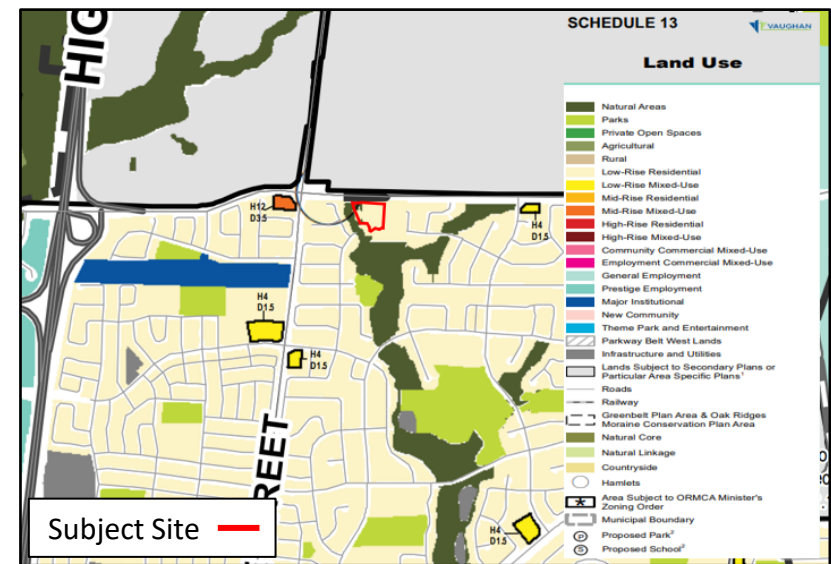 SCHEDULE 13
VAUGHAN
Land Use
Natural Areas
Parks
Private Open Spaces
Agricultural
Rural
Low-Rise Residential
Low-Rise Mixed-Use
Mid-Rise Residential
Mid-Rise Mixed-Use
High-Rise Residential
High-Rise Mixed-Use
Community Commercial Mixed-Use
Employment Commercial Mixed-Use
General Employment
Prestige Employment
Major Institutional
New Community
Theme Park and Entertainment
Parkway Belt West Lands
Infrastructure and Utilities
Lands Subject to Secondary Plans or
Particular Area Specific Plans¹
Roads
Railway
Greenbelt Plan Area & Oak Ridges
Moraine Conservation Plan Area
Natural Core
Natural Linkage
Countryside
Hamlets
Area Subject to ORMCA Minister's
Zoning Order
Municipal Boundary
P Proposed Park²
S Proposed School²
HIG
H12
D3.5
H4
D1.5
H4
D1.5
H4
D1.5
REET
H4
D1.5
Subject Site